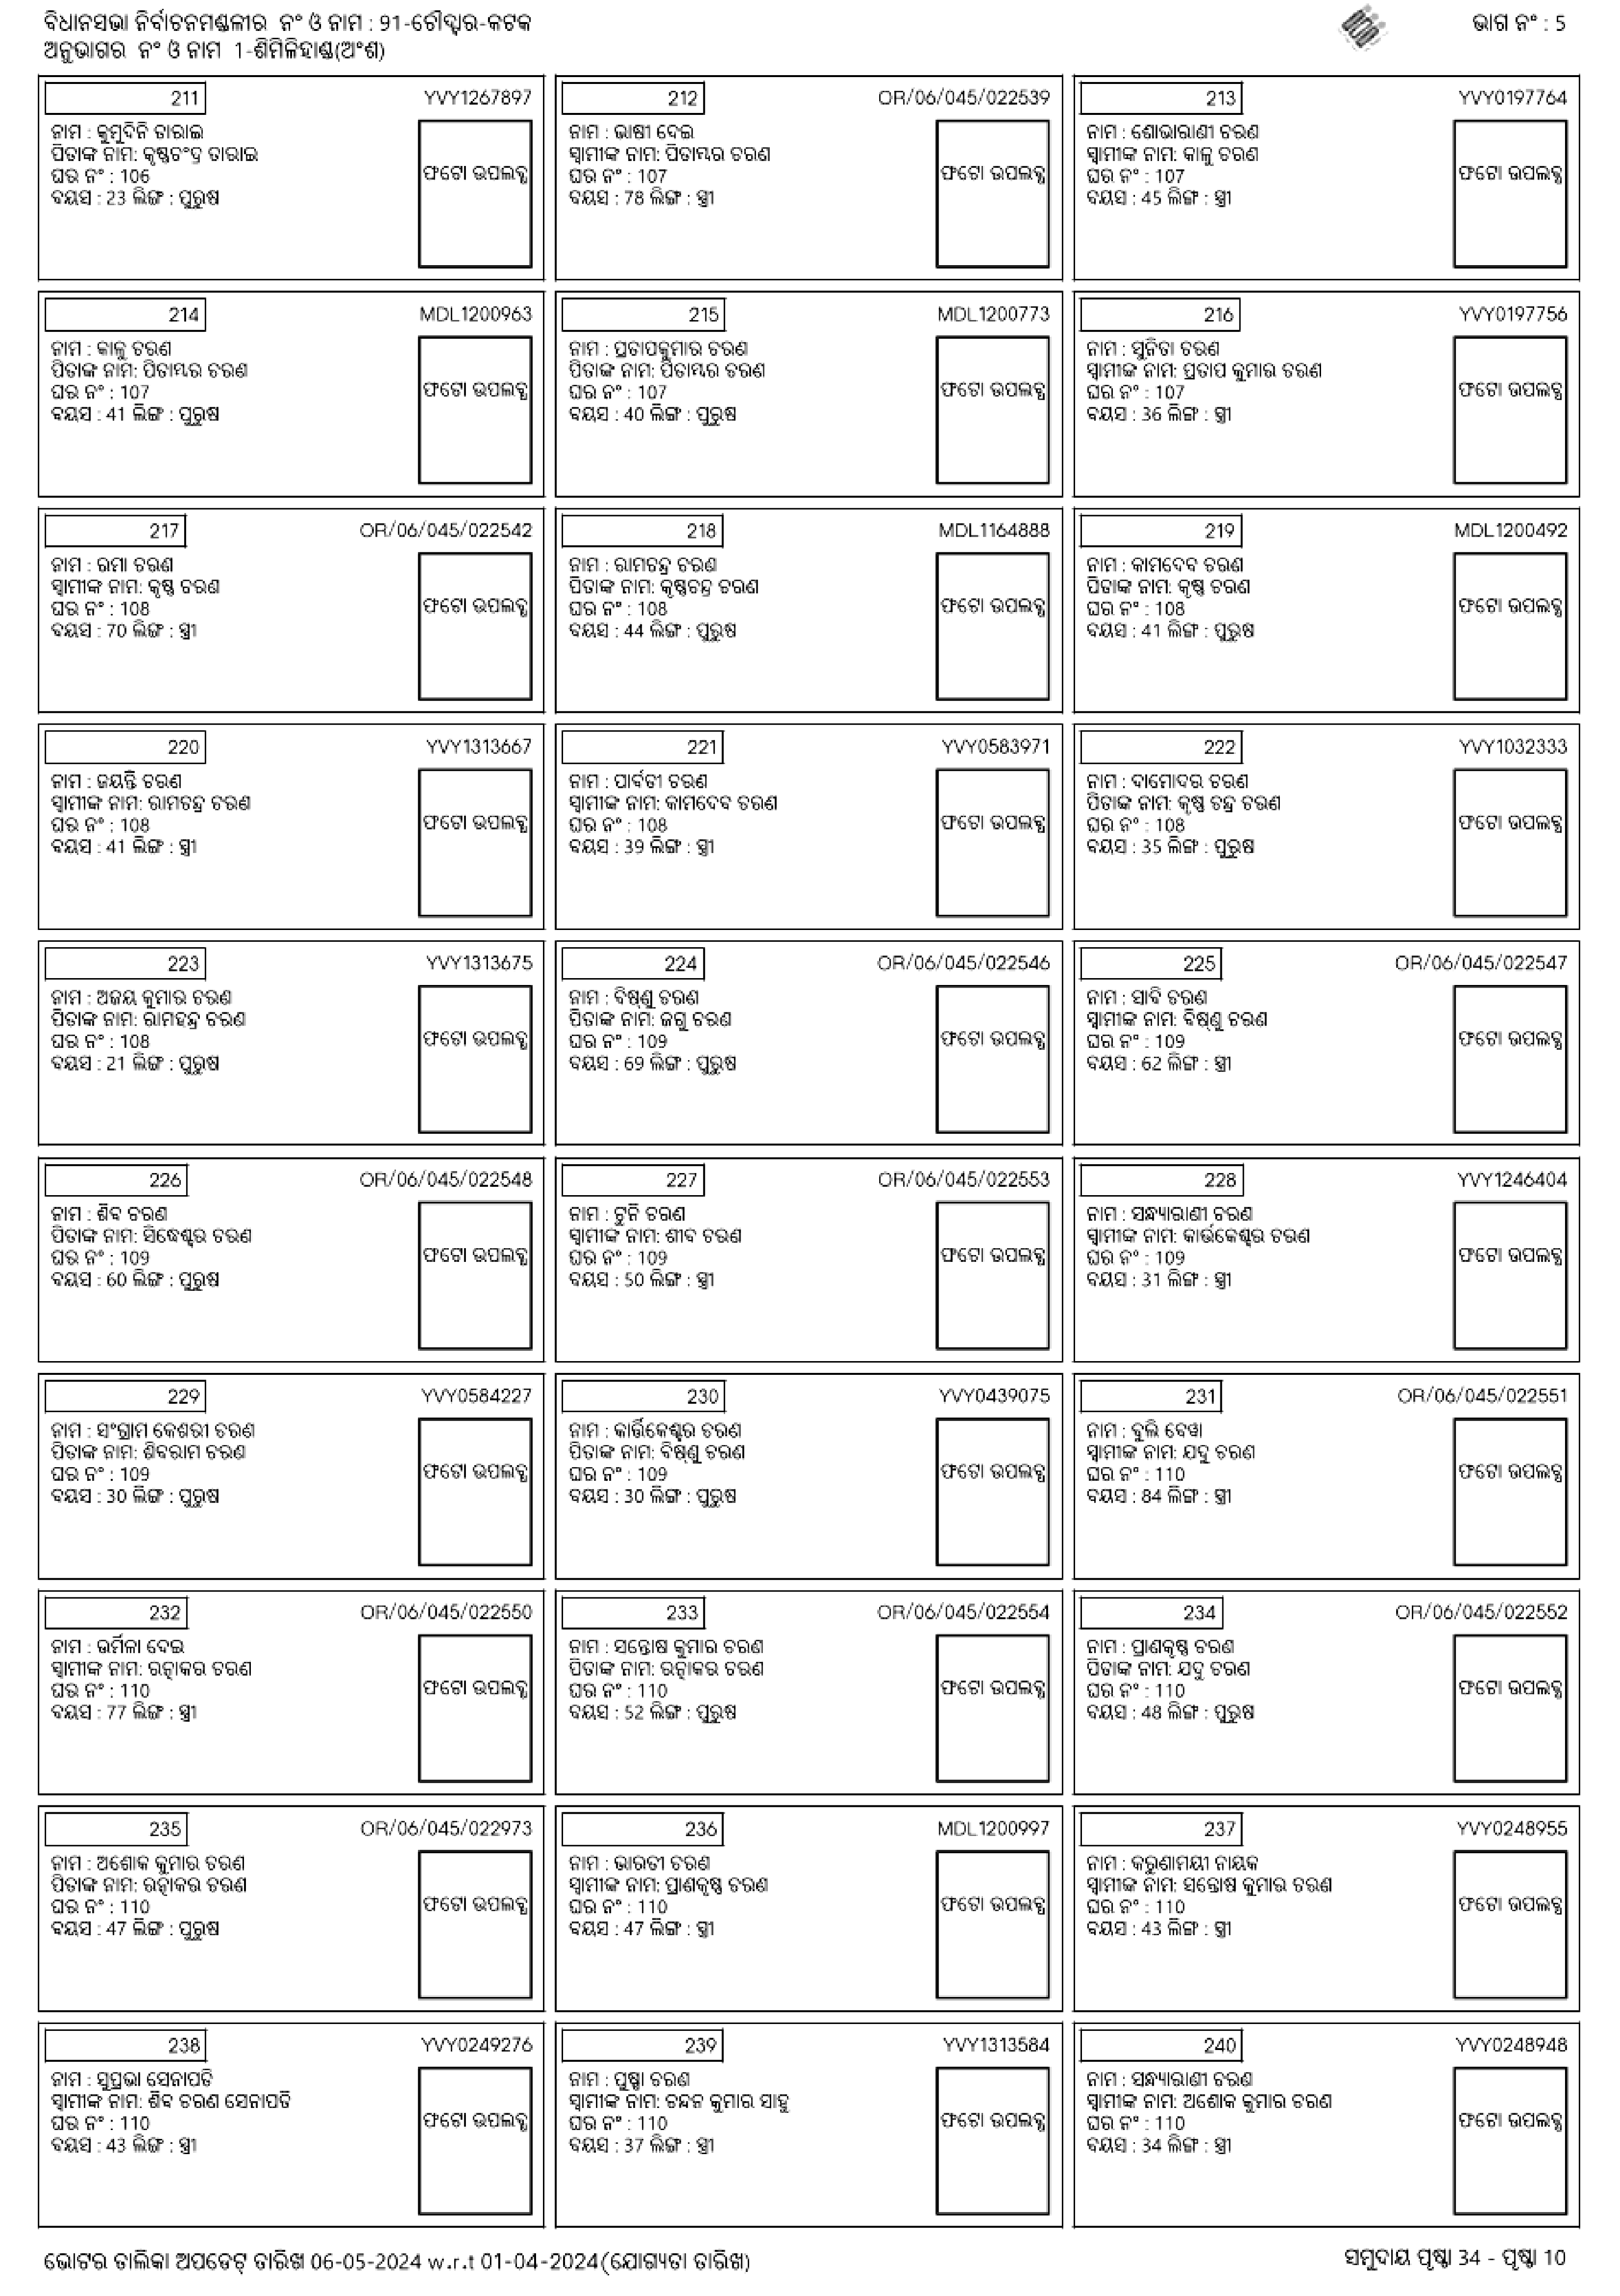 ବିଧାନସଭା ନିର୍ବାଚନମଣ୍ଡଳୀର ନଂ ଓ ନାମ : 91-ଚୌଦ୍ୱାର-କଟକ
ଭାଗ ନଂ : 5
ଅନୁଭାଗର ନଂ ଓ ନାମ 1-ଶିମିଳିହାଣ୍ଡା(ଅଂଶ)
211 YVY1267897
ନାମ : କୁମୁଦିନି ତାରାଇ
ପିତାଙ୍କ ନାମ: କୃଷ୍ଣଚଂଦ୍ର ତାରାଇ
ଘର ନଂ : 106
ବୟସ : 23 ଲିଙ୍ଗ : ପୁରୁଷ
ଫଟୋ ଉପଲବ୍ଧ
212 OR/06/045/022539
ନାମ : ଭାଷୀ ଦେଇ
ସ୍ୱାମୀଙ୍କ ନାମ: ପିତାମ୍ୱର ଚରଣ
ଘର ନଂ : 107
ବୟସ : 78 ଲିଙ୍ଗ : ସ୍ତ୍ରୀ
ଫଟୋ ଉପଲବ୍ଧ
213 YVY0197764
ନାମ : ଶୋଭାରାଣୀ ଚରଣ
ସ୍ୱାମୀଙ୍କ ନାମ: କାଳୁ ଚରଣ
ଘର ନଂ : 107
ବୟସ : 45 ଲିଙ୍ଗ : ସ୍ତ୍ରୀ
ଫଟୋ ଉପଲବ୍ଧ
214 MDL1200963
ନାମ : କାଳୁ ଚରଣ
ପିତାଙ୍କ ନାମ: ପିତାମ୍ୱର ଚରଣ
ଘର ନଂ : 107
ବୟସ : 41 ଲିଙ୍ଗ : ପୁରୁଷ
ଫଟୋ ଉପଲବ୍ଧ
215 MDL1200773
ନାମ : ପ୍ରତାପକୁମାର ଚରଣ
ପିତାଙ୍କ ନାମ: ପିତାମ୍ୱର ଚରଣ
ଘର ନଂ : 107
ବୟସ : 40 ଲିଙ୍ଗ : ପୁରୁଷ
ଫଟୋ ଉପଲବ୍ଧ
216 YVY0197756
ନାମ : ସୁନିତା ଚରଣ
ସ୍ୱାମୀଙ୍କ ନାମ: ପ୍ରତାପ କୁମାର ଚରଣ
ଘର ନଂ : 107
ବୟସ : 36 ଲିଙ୍ଗ : ସ୍ତ୍ରୀ
ଫଟୋ ଉପଲବ୍ଧ
217 OR/06/045/022542
ନାମ : ରମା ଚରଣ
ସ୍ୱାମୀଙ୍କ ନାମ: କୃଷ୍ଣ ଚରଣ
ଘର ନଂ : 108
ବୟସ : 70 ଲିଙ୍ଗ : ସ୍ତ୍ରୀ
ଫଟୋ ଉପଲବ୍ଧ
218 MDL1164888
ନାମ : ରାମଚନ୍ଦ୍ର ଚରଣ
ପିତାଙ୍କ ନାମ: କୃଷ୍ଣଚନ୍ଦ୍ର ଚରଣ
ଘର ନଂ : 108
ବୟସ : 44 ଲିଙ୍ଗ : ପୁରୁଷ
ଫଟୋ ଉପଲବ୍ଧ
219 MDL1200492
ନାମ : କାମଦେବ ଚରଣ
ପିତାଙ୍କ ନାମ: କୃଷ୍ଣ ଚରଣ
ଘର ନଂ : 108
ବୟସ : 41 ଲିଙ୍ଗ : ପୁରୁଷ
ଫଟୋ ଉପଲବ୍ଧ
220 YVY1313667
ନାମ : ଜୟନ୍ତି ଚରଣ
ସ୍ୱାମୀଙ୍କ ନାମ: ରାମଚନ୍ଦ୍ର ଚରଣ
ଘର ନଂ : 108
ବୟସ : 41 ଲିଙ୍ଗ : ସ୍ତ୍ରୀ
ଫଟୋ ଉପଲବ୍ଧ
221 YVY0583971
ନାମ : ପାର୍ବତୀ ଚରଣ
ସ୍ୱାମୀଙ୍କ ନାମ: କାମଦେବ ଚରଣ
ଘର ନଂ : 108
ବୟସ : 39 ଲିଙ୍ଗ : ସ୍ତ୍ରୀ
ଫଟୋ ଉପଲବ୍ଧ
222 YVY1032333
ନାମ : ଦାମୋଦର ଚରଣ
ପିତାଙ୍କ ନାମ: କୃଷ୍ଣ ଚନ୍ଦ୍ର ଚରଣ
ଘର ନଂ : 108
ବୟସ : 35 ଲିଙ୍ଗ : ପୁରୁଷ
ଫଟୋ ଉପଲବ୍ଧ
223 YVY1313675
ନାମ : ଅଜୟ କୁମାର ଚରଣ
ପିତାଙ୍କ ନାମ: ରାମହନ୍ଦ୍ର ଚରଣ
ଘର ନଂ : 108
ବୟସ : 21 ଲିଙ୍ଗ : ପୁରୁଷ
ଫଟୋ ଉପଲବ୍ଧ
224 OR/06/045/022546
ନାମ : ବିଷ୍ଣୁ ଚରଣ
ପିତାଙ୍କ ନାମ: ଜଗୁ ଚରଣ
ଘର ନଂ : 109
ବୟସ : 69 ଲିଙ୍ଗ : ପୁରୁଷ
ଫଟୋ ଉପଲବ୍ଧ
225 OR/06/045/022547
ନାମ : ସାବି ଚରଣ
ସ୍ୱାମୀଙ୍କ ନାମ: ବିଷ୍ଣୁ ଚରଣ
ଘର ନଂ : 109
ବୟସ : 62 ଲିଙ୍ଗ : ସ୍ତ୍ରୀ
ଫଟୋ ଉପଲବ୍ଧ
226 OR/06/045/022548
ନାମ : ଶିବ ଚରଣ
ପିତାଙ୍କ ନାମ: ସିଦ୍ଧେଶ୍ୱର ଚରଣ
ଘର ନଂ : 109
ବୟସ : 60 ଲିଙ୍ଗ : ପୁରୁଷ
ଫଟୋ ଉପଲବ୍ଧ
227 OR/06/045/022553
ନାମ : ଟୁନି ଚରଣ
ସ୍ୱାମୀଙ୍କ ନାମ: ଶୀବ ଚରଣ
ଘର ନଂ : 109
ବୟସ : 50 ଲିଙ୍ଗ : ସ୍ତ୍ରୀ
ଫଟୋ ଉପଲବ୍ଧ
228 YVY1246404
ନାମ : ସନ୍ଧ୍ୟାରାଣୀ ଚରଣ
ସ୍ୱାମୀଙ୍କ ନାମ: କାର୍ତ୍ତକେଶ୍ୱର ଚରଣ
ଘର ନଂ : 109
ବୟସ : 31 ଲିଙ୍ଗ : ସ୍ତ୍ରୀ
ଫଟୋ ଉପଲବ୍ଧ
229 YVY0584227
ନାମ : ସଂଗ୍ରାମ କେଶରୀ ଚରଣ
ପିତାଙ୍କ ନାମ: ଶିବରାମ ଚରଣ
ଘର ନଂ : 109
ବୟସ : 30 ଲିଙ୍ଗ : ପୁରୁଷ
ଫଟୋ ଉପଲବ୍ଧ
230 YVY0439075
ନାମ : କାର୍ତ୍ତିକେଶ୍ୱର ଚରଣ
ପିତାଙ୍କ ନାମ: ବିଷ୍ଣୁ ଚରଣ
ଘର ନଂ : 109
ବୟସ : 30 ଲିଙ୍ଗ : ପୁରୁଷ
ଫଟୋ ଉପଲବ୍ଧ
231 OR/06/045/022551
ନାମ : ଦୁଲି ବେୱା
ସ୍ୱାମୀଙ୍କ ନାମ: ଯଦୁ ଚରଣ
ଘର ନଂ : 110
ବୟସ : 84 ଲିଙ୍ଗ : ସ୍ତ୍ରୀ
ଫଟୋ ଉପଲବ୍ଧ
232 OR/06/045/022550
ନାମ : ଉର୍ମିଳା ଦେଇ
ସ୍ୱାମୀଙ୍କ ନାମ: ରତ୍ନାକର ଚରଣ
ଘର ନଂ : 110
ବୟସ : 77 ଲିଙ୍ଗ : ସ୍ତ୍ରୀ
ଫଟୋ ଉପଲବ୍ଧ
233 OR/06/045/022554
ନାମ : ସନ୍ତୋଷ କୁମାର ଚରଣ
ପିତାଙ୍କ ନାମ: ରତ୍ନାକର ଚରଣ
ଘର ନଂ : 110
ବୟସ : 52 ଲିଙ୍ଗ : ପୁରୁଷ
ଫଟୋ ଉପଲବ୍ଧ
234 OR/06/045/022552
ନାମ : ପ୍ରାଣକୃଷ୍ଣ ଚରଣ
ପିତାଙ୍କ ନାମ: ଯଦୁ ଚରଣ
ଘର ନଂ : 110
ବୟସ : 48 ଲିଙ୍ଗ : ପୁରୁଷ
ଫଟୋ ଉପଲବ୍ଧ
235 OR/06/045/022973
ନାମ : ଅଶୋକ କୁମାର ଚରଣ
ପିତାଙ୍କ ନାମ: ରତ୍ନାକର ଚରଣ
ଘର ନଂ : 110
ବୟସ : 47 ଲିଙ୍ଗ : ପୁରୁଷ
ଫଟୋ ଉପଲବ୍ଧ
236 MDL1200997
ନାମ : ଭାରତୀ ଚରଣ
ସ୍ୱାମୀଙ୍କ ନାମ: ପ୍ରାଣକୃଷ୍ଣ ଚରଣ
ଘର ନଂ : 110
ବୟସ : 47 ଲିଙ୍ଗ : ସ୍ତ୍ରୀ
ଫଟୋ ଉପଲବ୍ଧ
237 YVY0248955
ନାମ : କରୁଣାମୟୀ ନାୟକ
ସ୍ୱାମୀଙ୍କ ନାମ: ସନ୍ତୋଷ କୁମାର ଚରଣ
ଘର ନଂ : 110
ବୟସ : 43 ଲିଙ୍ଗ : ସ୍ତ୍ରୀ
ଫଟୋ ଉପଲବ୍ଧ
238 YVY0249276
ନାମ : ସୁପ୍ରଭା ସେନାପତି
ସ୍ୱାମୀଙ୍କ ନାମ: ଶିବ ଚରଣ ସେନାପତି
ଘର ନଂ : 110
ବୟସ : 43 ଲିଙ୍ଗ : ସ୍ତ୍ରୀ
ଫଟୋ ଉପଲବ୍ଧ
239 YVY1313584
ନାମ : ପୁଷ୍ପା ଚରଣ
ସ୍ୱାମୀଙ୍କ ନାମ: ଚନ୍ଦନ କୁମାର ସାହୁ
ଘର ନଂ : 110
ବୟସ : 37 ଲିଙ୍ଗ : ସ୍ତ୍ରୀ
ଫଟୋ ଉପଲବ୍ଧ
240 YVY0248948
ନାମ : ସନ୍ଧ୍ୟାରାଣୀ ଚରଣ
ସ୍ୱାମୀଙ୍କ ନାମ: ଅଶୋକ କୁମାର ଚରଣ
ଘର ନଂ : 110
ବୟସ : 34 ଲିଙ୍ଗ : ସ୍ତ୍ରୀ
ଫଟୋ ଉପଲବ୍ଧ
ଭୋଟର ତାଲିକା ଅପଡେଟ୍ ତାରିଖ 06-05-2024 w.r.t 01-04-2024(ଯୋଗ୍ୟତା ତାରିଖ)
ସମୁଦାୟ ପୃଷ୍ଠା 34 - ପୃଷ୍ଠା 10